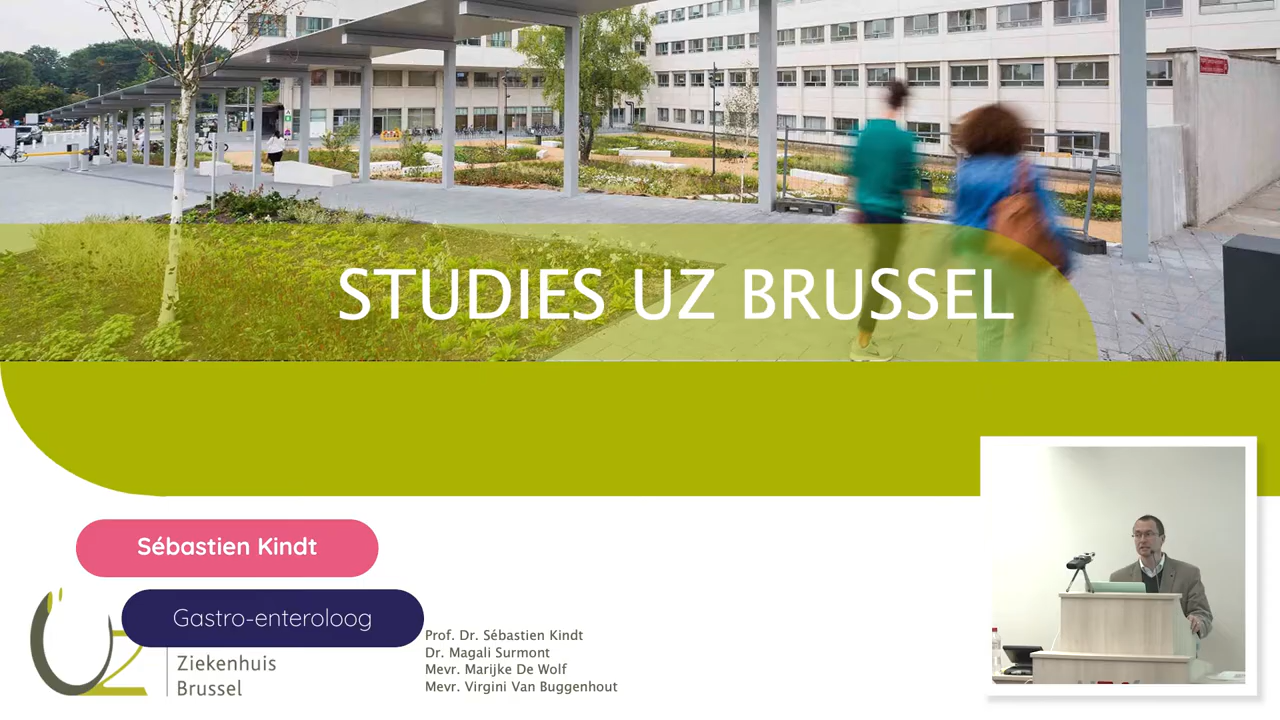 STUDIES UZ BRUSSEL
Sébastien Kindt
Gastro-enteroloog
Ziekenhuis
Brussel
Prof. Dr. Sébastien Kindt
Dr. Magali Surmont
Mevr. Marijke De Wolf
Mevr. Virgini Van Buggenhout